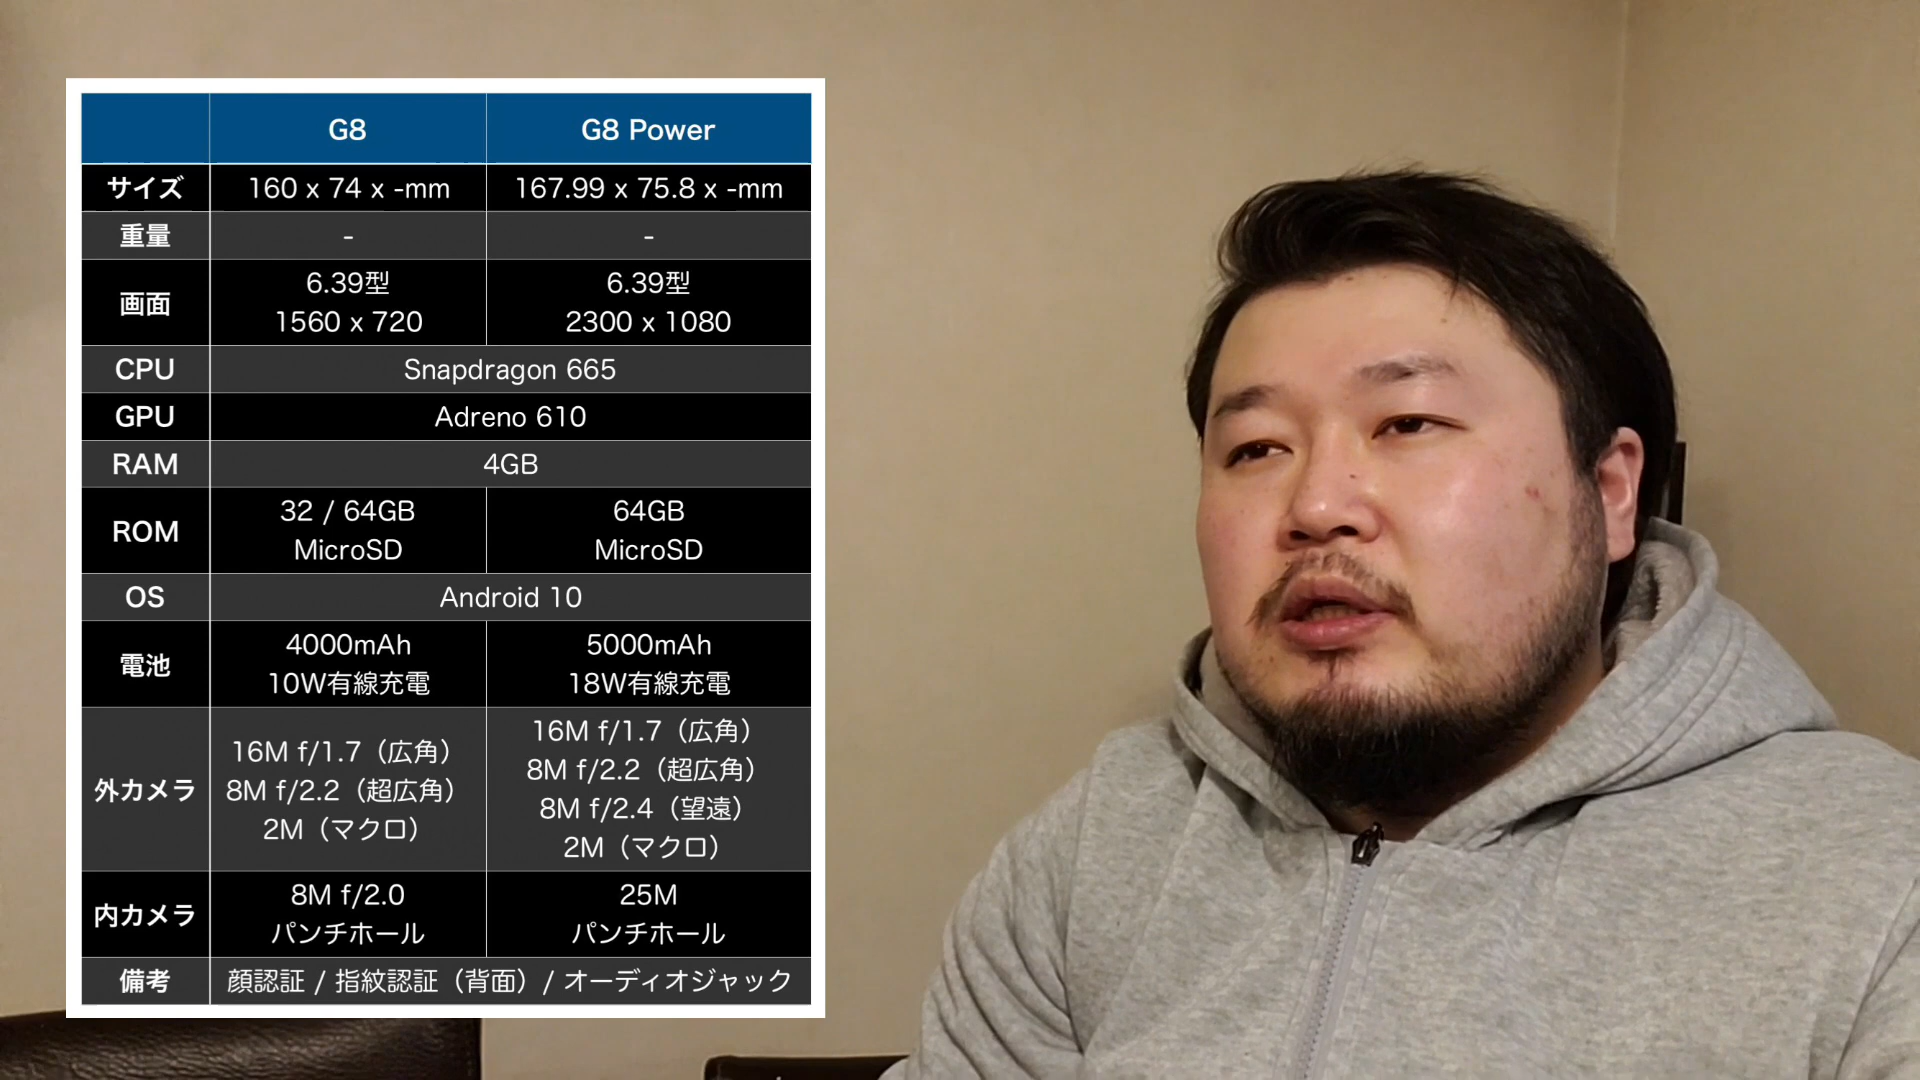 G8 G8 Power
サイズ 160 x 74 x -mm 167.99 x 75.8 x -mm
重量 - -
画面 6.39型 6.39型
1560 x 720 2300 x 1080
CPU Snapdragon 665
GPU Adreno 610
RAM 4GB
ROM 32 / 64GB 64GB
MicroSD MicroSD
OS Android 10
電池 4000mAh 5000mAh
10W有線充電 18W有線充電
外カメラ
16M f/1.7（広角）
8M f/2.2（超広角）
2M（マクロ）
16M f/1.7（広角）
8M f/2.2（超広角）
8M f/2.4（望遠）
2M（マクロ）
内カメラ 8M f/2.0 25M
パンチホール パンチホール
備考 顔認証 / 指紋認証（背面）/ オーディオジャック